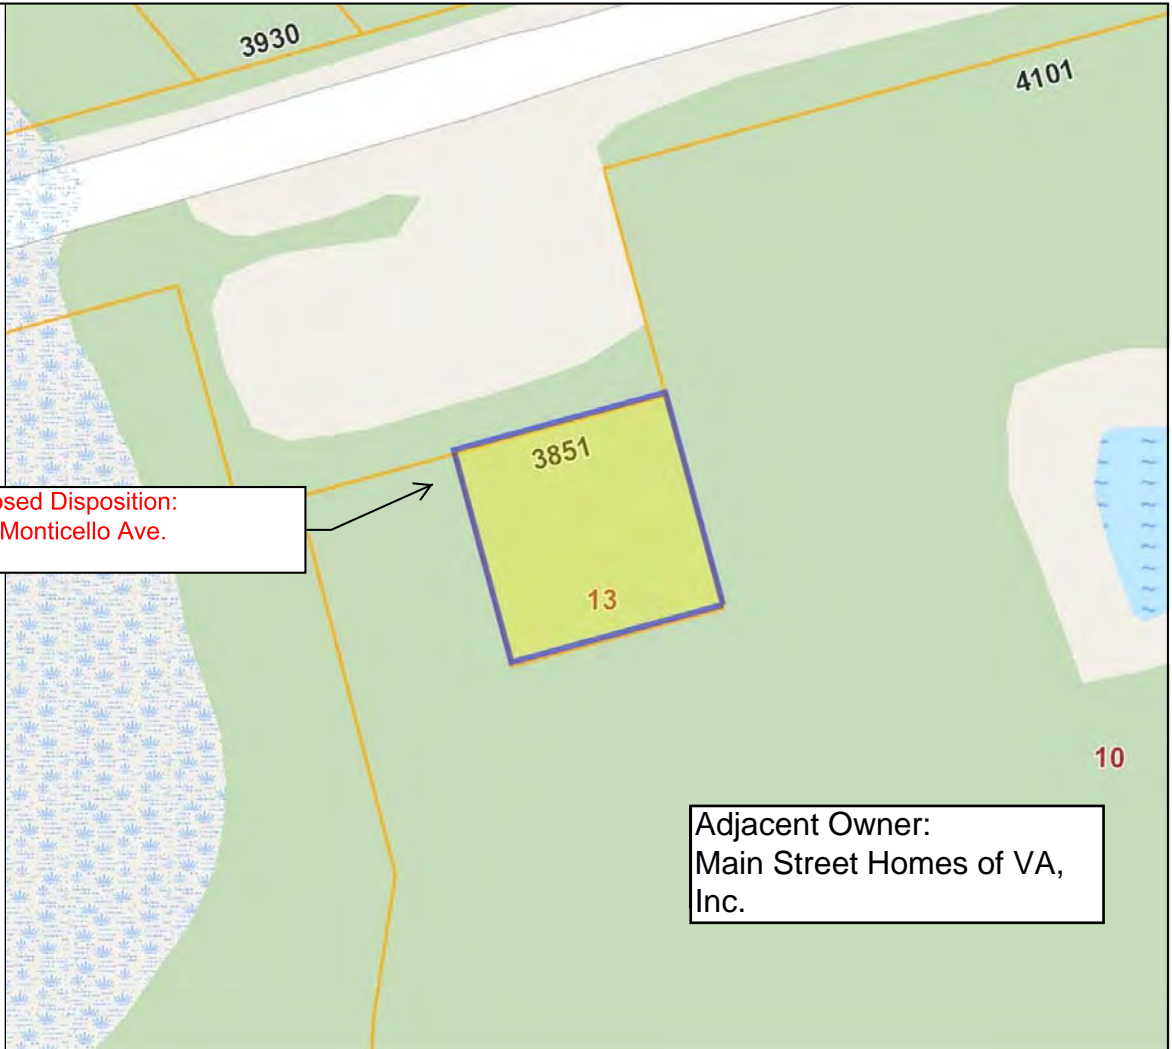 3930
4101
3851
osed Disposition:
Monticello Ave.
13
10
Adjacent Owner:
Main Street Homes of VA,
Inc.